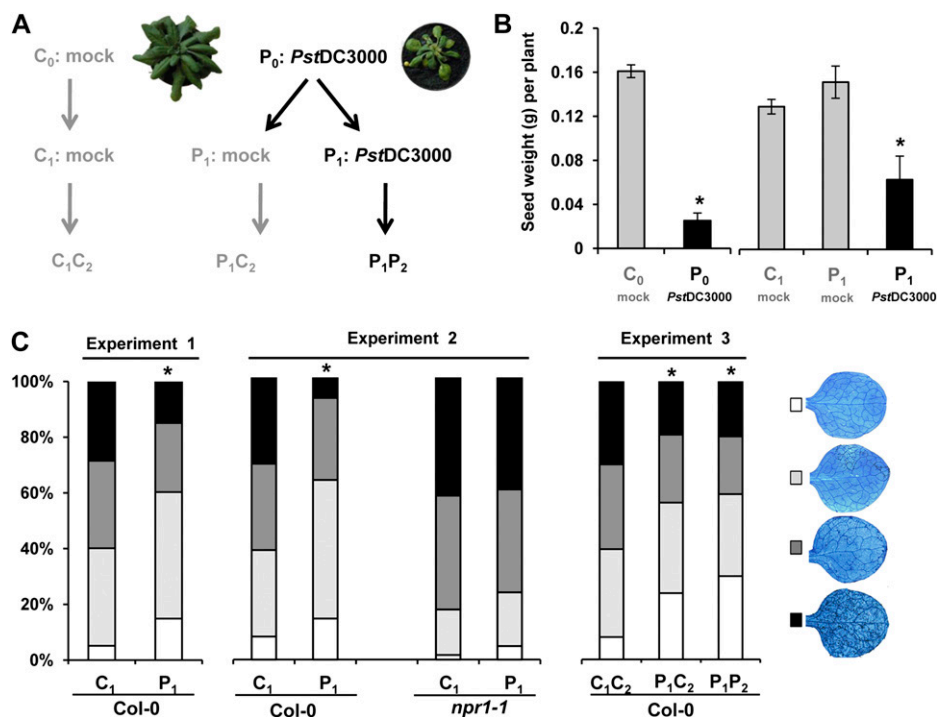 A
C₀: mock
P₀: PstDC3000
C₁: mock
P₁: mock
P₁: PstDC3000
C₁C₂
P₁C₂
P₁P₂
B
Seed weight (g) per plant
0.2
0.16
0.12
0.08
0.04
0
*
*
C₀ P₀ C₁ P₁ P₁
mock PstDC3000 mock mock PstDC3000
C
Experiment 1
Experiment 2
Experiment 3
* * * *
100%
80%
60%
40%
20%
0%
C₁ P₁ C₁ P₁ C₁ P₁ C₁C₂ P₁C₂ P₁P₂
Col-0 Col-0 npr1-1 Col-0